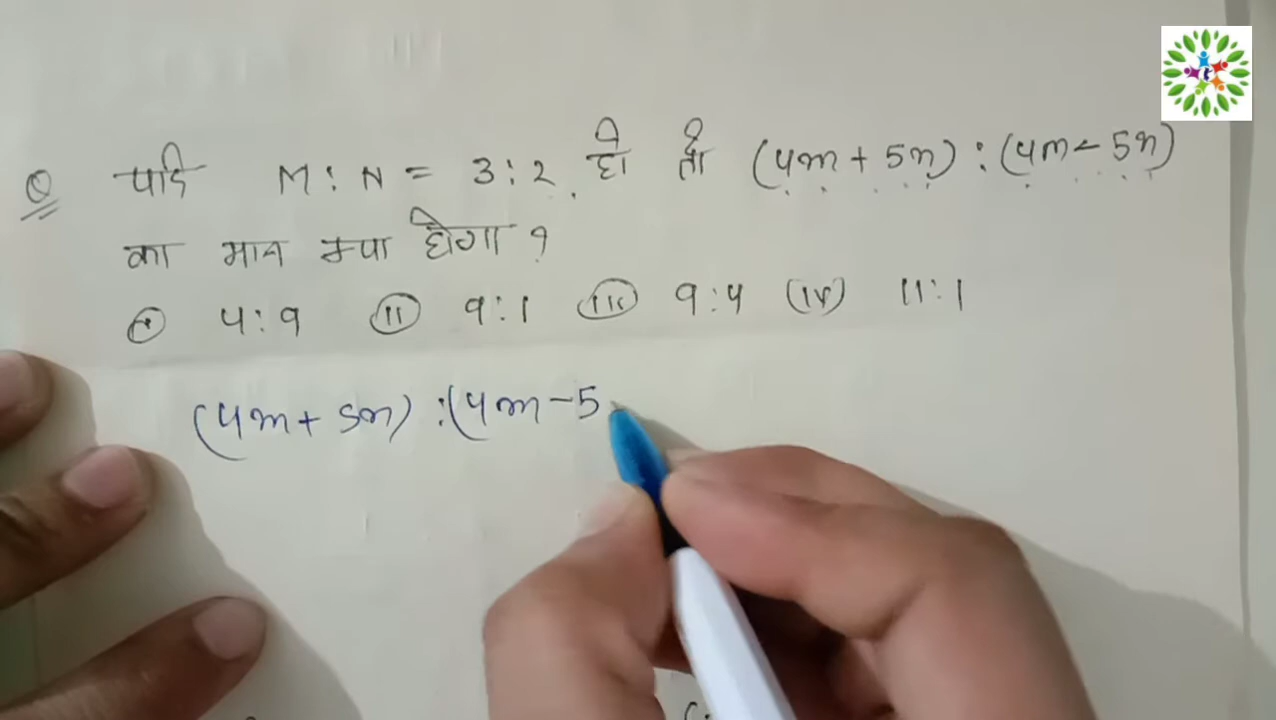 Q यदि M : N = 3 : 2 हो तो (4m + 5n) : (4m - 5n)
का मान क्या होगा ?
(i) 4 : 9 (ii) 9 : 1 (iii) 9 : 4 (iv) 11 : 1
(4m + 5n) : (4m - 5